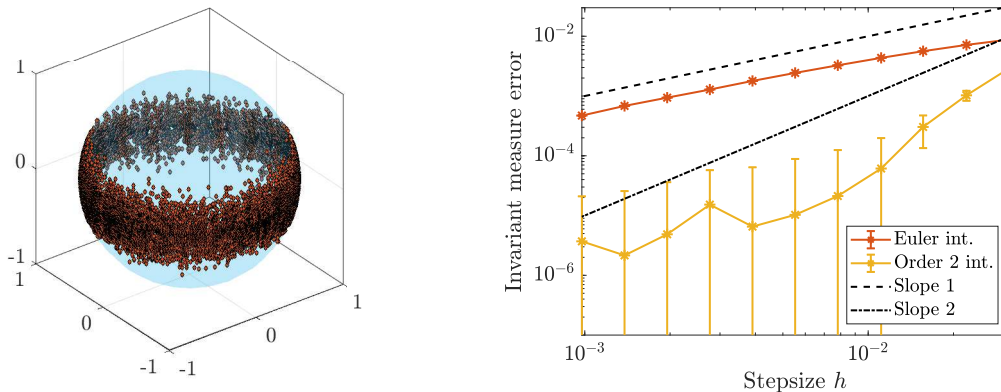 1
0
-1
1
0
-1
-1
0
1
Invariant measure error
10⁻²
10⁻⁴
10⁻⁶
10⁻³
10⁻²
Stepsize h
Euler int.
Order 2 int.
Slope 1
Slope 2